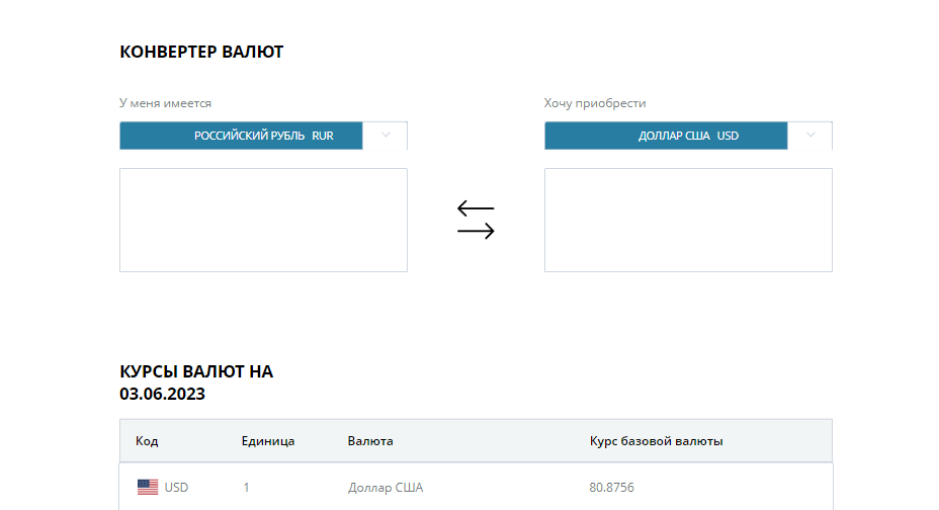 КОНВЕРТЕР ВАЛЮТ
У меня имеется
Хочу приобрести
РОССИЙСКИЙ РУБЛЬ RUR
ДОЛЛАР США USD
КУРСЫ ВАЛЮТ НА
03.06.2023
Код Единица Валюта Курс базовой валюты
USD 1 Доллар США 80.8756